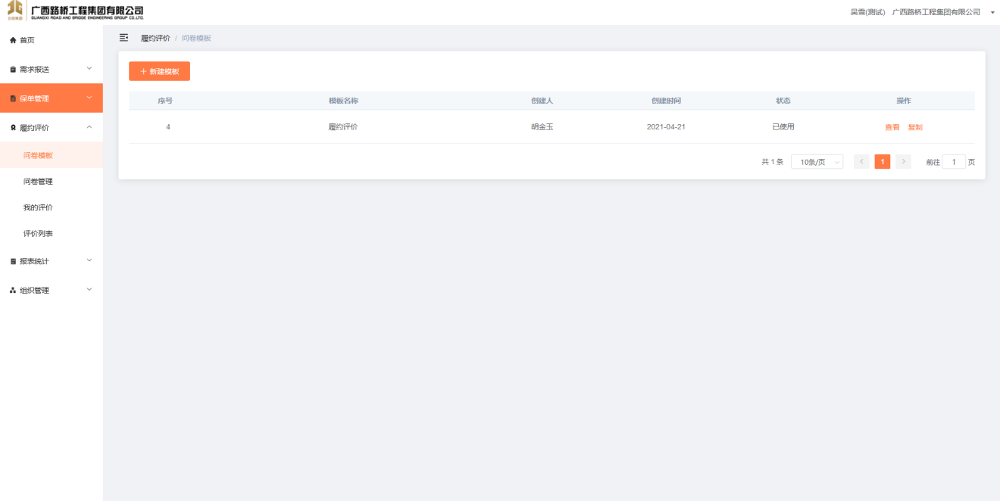 广西路桥工程集团有限公司
GUANGXI ROAD AND BRIDGE ENGINEERING GROUP CO.,LTD.
吴雪(测试) 广西路桥工程集团有限公司
首页
履约评价 / 问卷模板
需求报送
+ 新建模板
保单管理
序号 模板名称 创建人 创建时间 状态 操作
履约评价
4 履约评价 胡金玉 2021-04-21 已使用 查看 复制
问卷模板
共 1 条 10条/页 < 1 > 前往 1 页
问卷管理
我的评价
评价列表
报表统计
组织管理